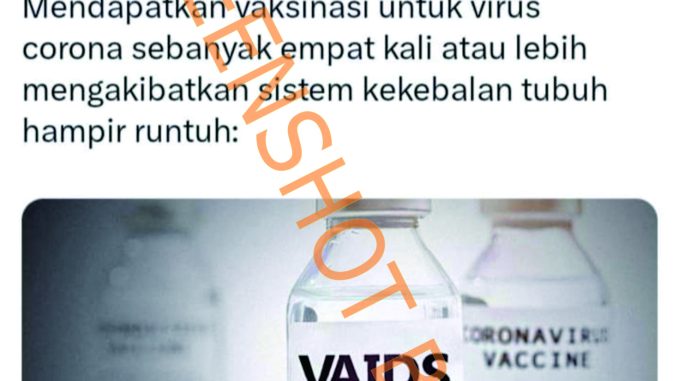 Mendapatkan vaksinasi untuk virus
corona sebanyak empat kali atau lebih
mengakibatkan sistem kekebalan tubuh
hampir runtuh:
ENSHOT
VAIDS
CORONAVIRUS
VACCINE